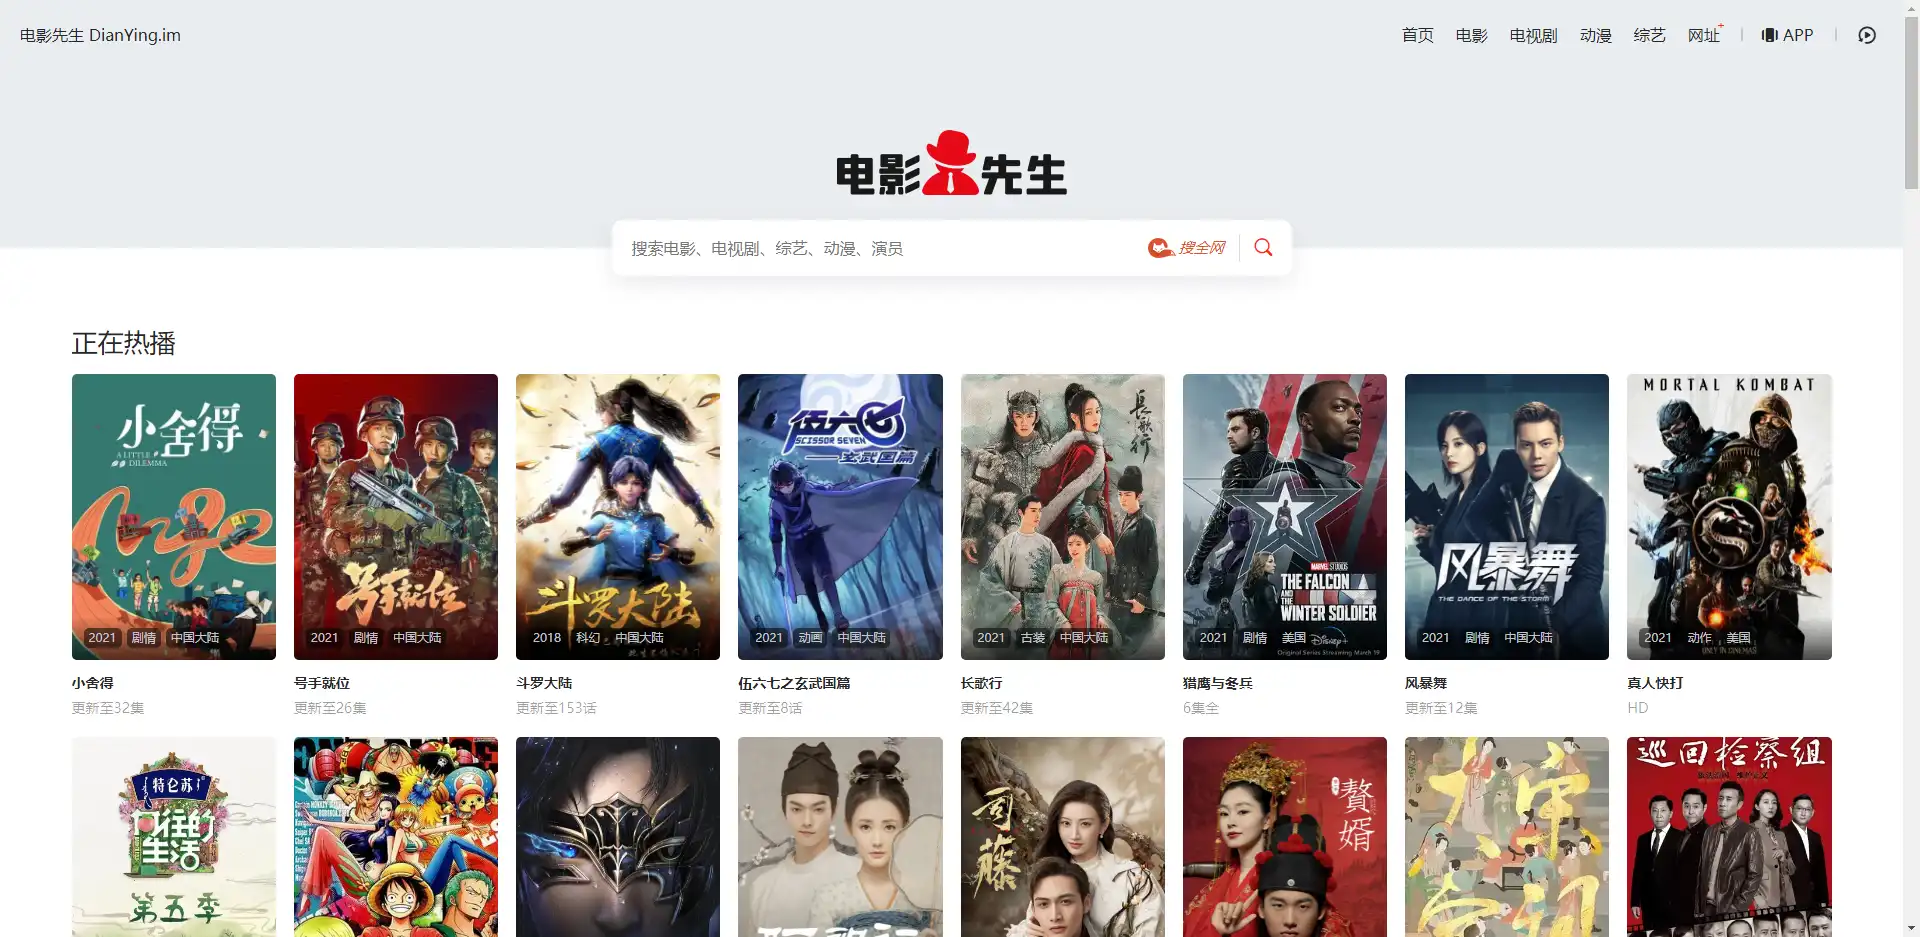 电影先生 DianYing.im
首页 电影 电视剧 动漫 综艺 网址 + APP
电影先生
搜索电影、电视剧、综艺、动漫、演员
搜全网
正在热播
小舍得
A LITTLE DILEMMA
2021 剧情 中国大陆
小舍得
更新至32集
号手就位
2021 剧情 中国大陆
号手就位
更新至26集
斗罗大陆
2018 科幻 中国大陆
斗罗大陆
更新至153话
伍六七
SCISSOR SEVEN
——玄武国篇
2021 动画 中国大陆
伍六七之玄武国篇
更新至8话
長歌行
2021 古装 中国大陆
长歌行
更新至42集
MARVEL STUDIOS
THE FALCON
AND THE
WINTER SOLDIER
2021 剧情 美国
Disney+
Original Series Streaming March 19
猎鹰与冬兵
6集全
风暴舞
THE DANCE OF THE STORM
2021 剧情 中国大陆
风暴舞
更新至12集
MORTAL KOMBAT
2021 动作 美国
ONLY IN CINEMAS
真人快打
HD
特仑苏
向往的
生活
第五季
司藤
赘婿
巡回检察组